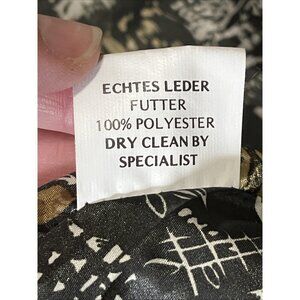 ECHTES LEDER
FUTTER
100% POLYESTER
DRY CLEAN BY
SPECIALIST